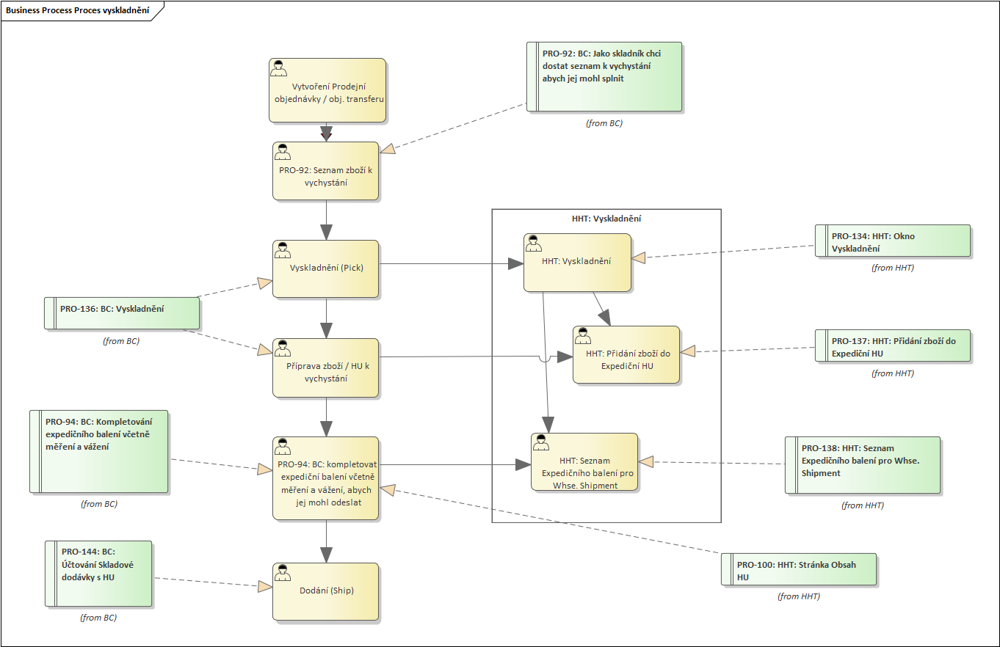 Business Process Proces vyskladnění
Vytvoření Prodejní
objednávky / obj. transferu
PRO-92: BC: Jako skladník chci
dostat seznam k vychystání
abych jej mohl splnit
(from BC)
PRO-92: Seznam zboží k
vychystání
HHT: Vyskladnění
Vyskladnění (Pick)
HHT: Vyskladnění
PRO-134: HHT: Okno
Vyskladnění
(from HHT)
PRO-136: BC: Vyskladnění
(from BC)
Příprava zboží / HU k
vychystání
HHT: Přidání zboží do
Expediční HU
PRO-137: HHT: Přidání zboží do
Expediční HU
(from HHT)
PRO-94: BC: Kompletování
expedičního balení včetně
měření a vážení
(from BC)
PRO-94: BC: kompletovat
expediční balení včetně
měření a vážení, abych
jej mohl odeslat
HHT: Seznam
Expedičního balení pro
Whse. Shipment
PRO-138: HHT: Seznam
Expedičního balení pro Whse.
Shipment
(from HHT)
PRO-144: BC:
Účtování Skladové
dodávky s HU
(from BC)
Dodání (Ship)
PRO-100: HHT: Stránka Obsah
HU
(from HHT)